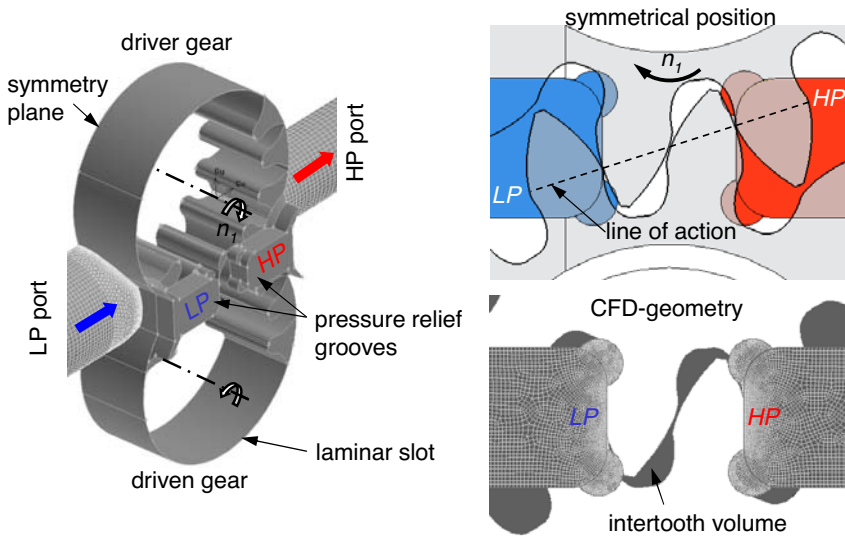 driver gear
symmetry
plane
HP port
n1
HP
LP
LP port
pressure relief
grooves
laminar slot
driven gear
symmetrical position
n1
HP
LP
line of action
CFD-geometry
LP
HP
intertooth volume